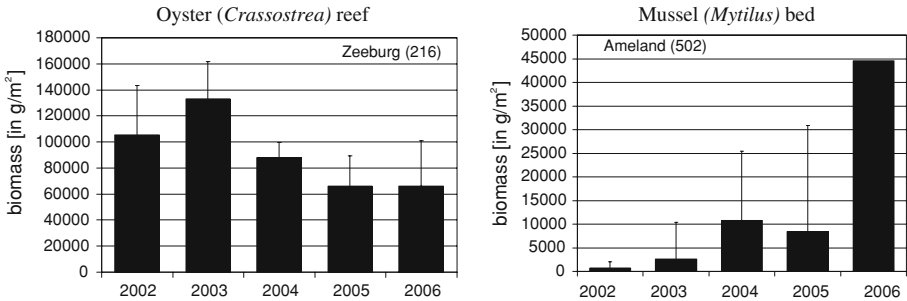 Oyster (Crassostrea) reef
biomass [in g/m²]
180000
160000
140000
120000
100000
80000
60000
40000
20000
0
Zeeburg (216)
2002 2003 2004 2005 2006
Mussel (Mytilus) bed
biomass [in g/m²]
50000
45000
40000
35000
30000
25000
20000
15000
10000
5000
0
Ameland (502)
2002 2003 2004 2005 2006